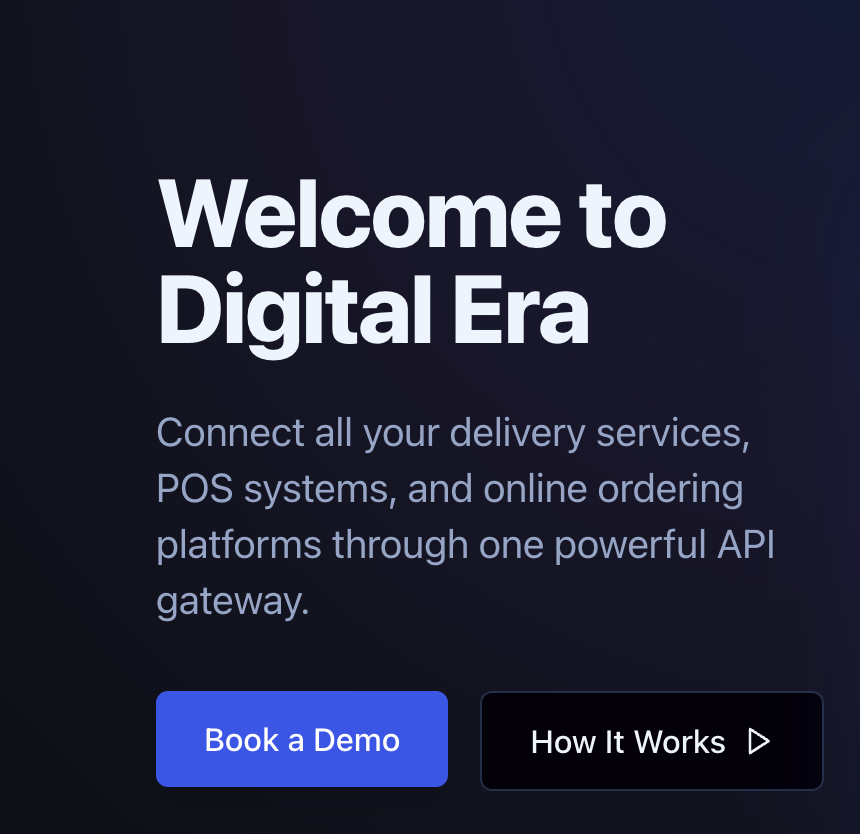 Welcome to
Digital Era
Connect all your delivery services,
POS systems, and online ordering
platforms through one powerful API
gateway.
Book a Demo
How It Works